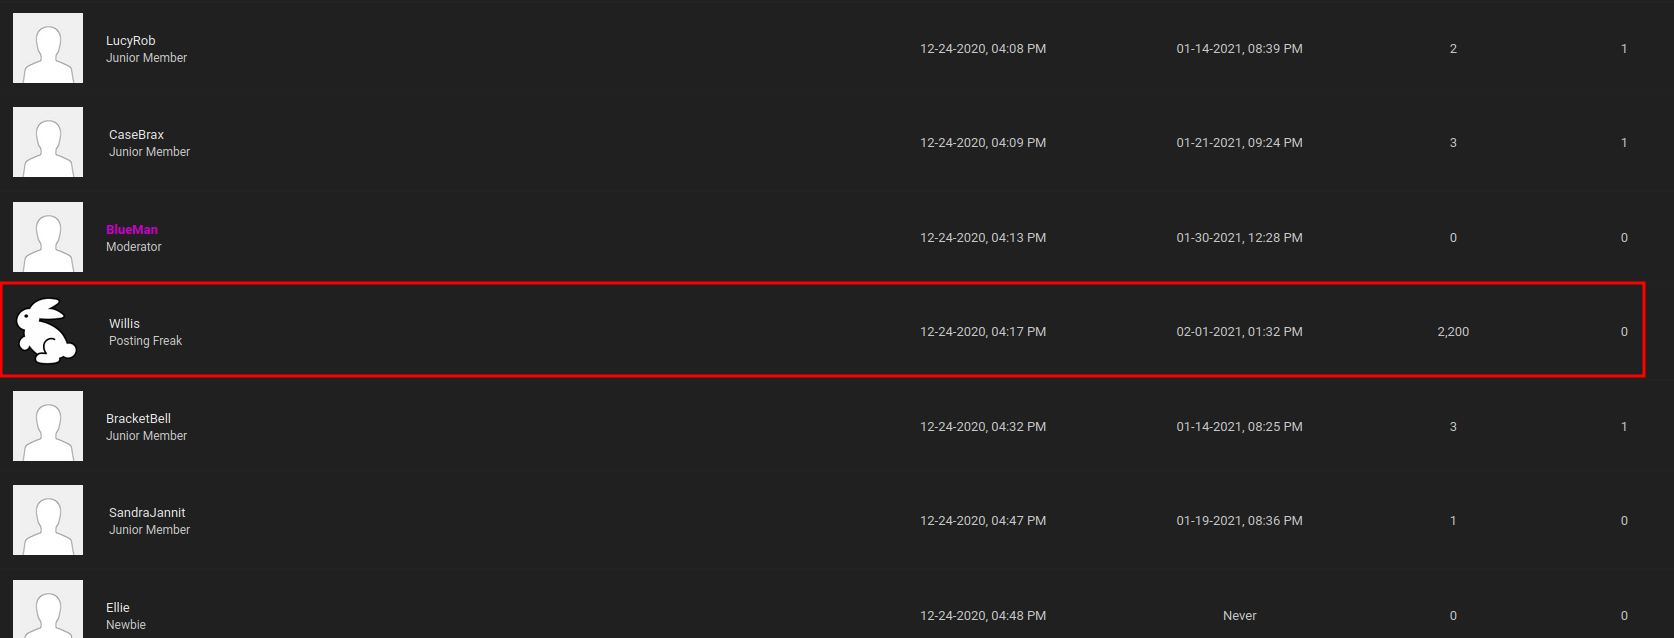 LucyRob
Junior Member
12-24-2020, 04:08 PM 01-14-2021, 08:39 PM 2 1
CaseBrax
Junior Member
12-24-2020, 04:09 PM 01-21-2021, 09:24 PM 3 1
BlueMan
Moderator
12-24-2020, 04:13 PM 01-30-2021, 12:28 PM 0 0
Willis
Posting Freak
12-24-2020, 04:17 PM 02-01-2021, 01:32 PM 2,200 0
BracketBell
Junior Member
12-24-2020, 04:32 PM 01-14-2021, 08:25 PM 3 1
SandraJannit
Junior Member
12-24-2020, 04:47 PM 01-19-2021, 08:36 PM 1 0
Ellie
Newbie
12-24-2020, 04:48 PM Never 0 0